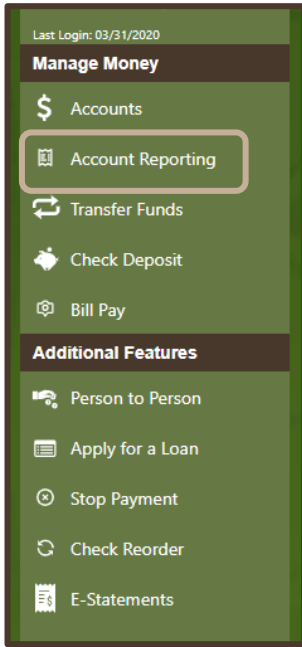 Last Login: 03/31/2020
Manage Money
Accounts
Account Reporting
Transfer Funds
Check Deposit
Bill Pay
Additional Features
Person to Person
Apply for a Loan
Stop Payment
Check Reorder
E-Statements